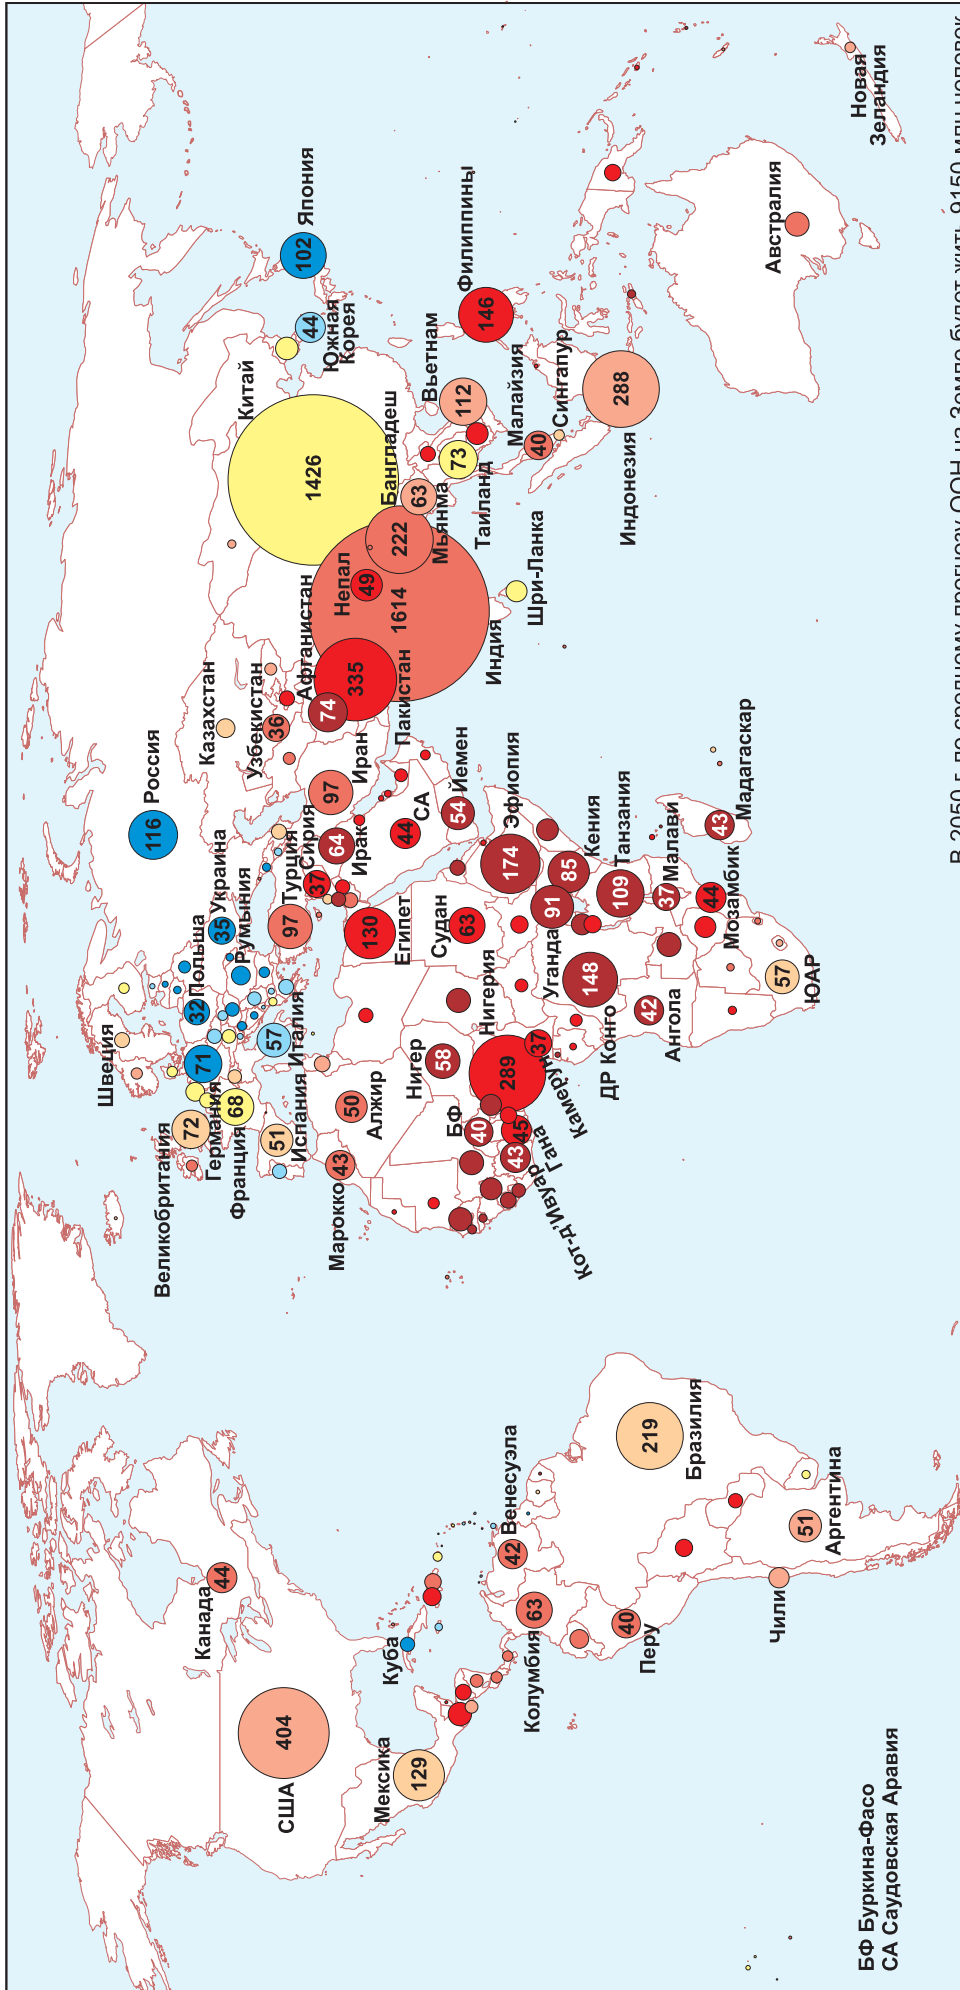 Канада
44
США
404
Мексика
129
Куба
Венесуэла
42
Колумбия
63
Перу
40
Бразилия
219
Чили
Аргентина
51
БФ Буркина-Фасо
СА Саудовская Аравия
Швеция
Великобритания
72
Германия
71
Франция
68
Испания
51
Италия
57
Польша
32
Украина
35
Румыния
Россия
116
Турция
97
Сирия
37
Ирак
64
Иран
97
Казахстан
Узбекистан
36
Афганистан
74
Пакистан
335
Непал
49
Индия
1614
Бангладеш
222
Мьянма
63
Китай
1426
Южная
Корея
44
Япония
102
Таиланд
73
Вьетнам
112
Филиппины
146
Малайзия
40
Сингапур
Индонезия
288
Шри-Ланка
Марокко
43
Алжир
50
Египет
130
СА
44
Йемен
54
Нигер
58
БФ
40
Нигерия
289
Судан
63
Эфиопия
174
Кот-д'Ивуар
43
Гана
45
Камерун
37
ДР Конго
148
Уганда
91
Кения
85
Танзания
109
Ангола
42
Малави
37
Мозамбик
44
Мадагаскар
43
ЮАР
57
Австралия
Новая
Зеландия
В 2050 г. по среднему прогнозу ООН на Земле будет жить 9150 млн человек